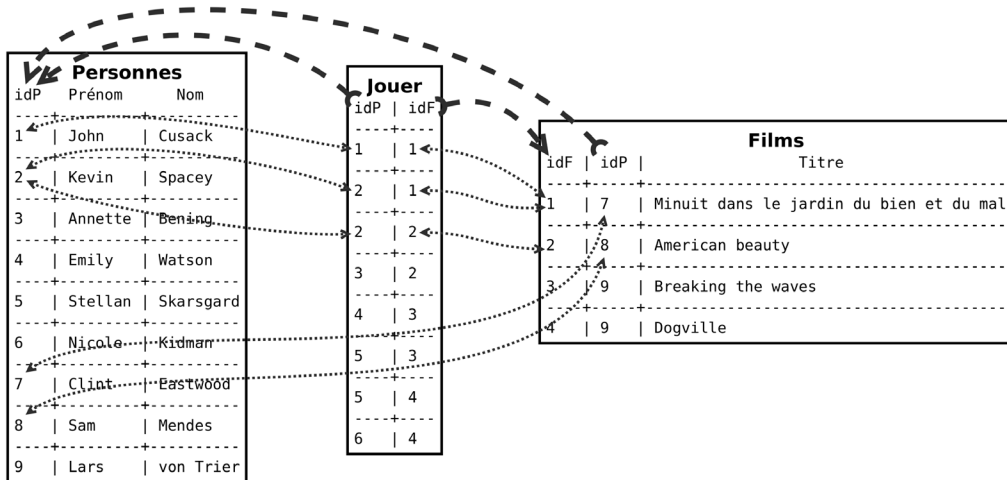 Personnes
idP Prénom Nom
1 | John | Cusack
2 | Kevin | Spacey
3 | Annette | Bening
4 | Emily | Watson
5 | Stellan | Skarsgard
6 | Nicole | Kidman
7 | Clint | Eastwood
8 | Sam | Mendes
9 | Lars | von Trier
Jouer
idP | idF
1 | 1
2 | 1
2 | 2
3 | 2
4 | 3
5 | 3
5 | 4
6 | 4
Films
idF | idP | Titre
1 | 7 | Minuit dans le jardin du bien et du mal
2 | 8 | American beauty
3 | 9 | Breaking the waves
4 | 9 | Dogville